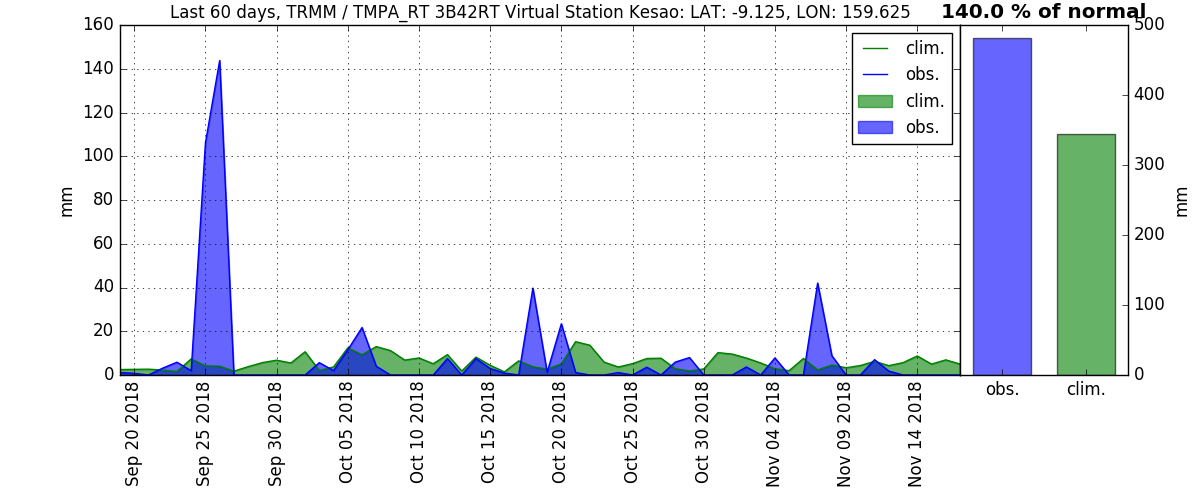 Last 60 days, TRMM / TMPA_RT 3B42RT Virtual Station Kesao: LAT: -9.125, LON: 159.625
140.0 % of normal
160
140
120
100
80
60
40
20
0
mm
clim.
obs.
clim.
obs.
500
400
300
200
100
0
mm
obs.
clim.
Sep 20 2018
Sep 25 2018
Sep 30 2018
Oct 05 2018
Oct 10 2018
Oct 15 2018
Oct 20 2018
Oct 25 2018
Oct 30 2018
Nov 04 2018
Nov 09 2018
Nov 14 2018